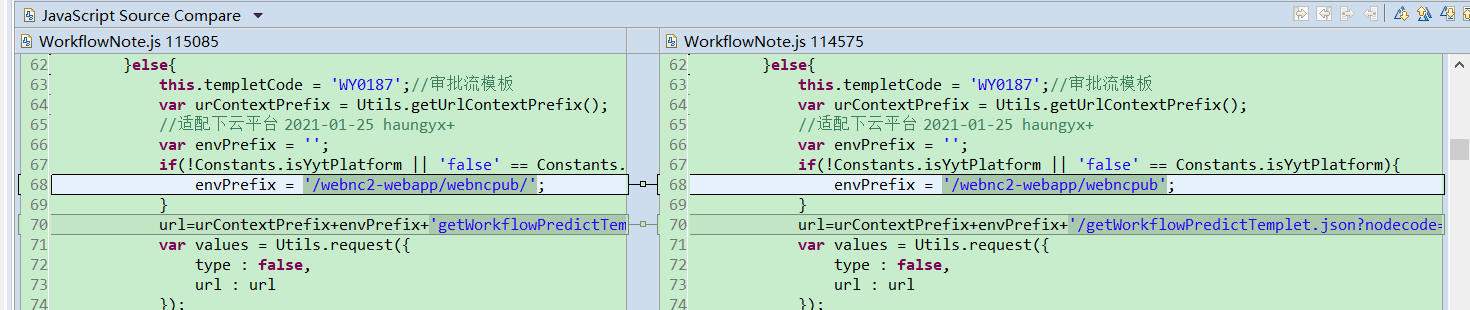 JavaScript Source Compare
WorkflowNote.js 115085
62 }else{
63 this.templetCode = 'WY0187';//审批流模板
64 var urContextPrefix = Utils.getUrlContextPrefix();
65 //适配下云平台 2021-01-25 haungyx+
66 var envPrefix = '';
67 if(!Constants.isYytPlatform || 'false' == Constants.
68 envPrefix = '/webnc2-webapp/webncpub/';
69 }
70 url=urContextPrefix+envPrefix+'getWorkflowPredictTem
71 var values = Utils.request({
72 type : false,
73 url : url
74 });
WorkflowNote.js 114575
62 }else{
63 this.templetCode = 'WY0187';//审批流模板
64 var urContextPrefix = Utils.getUrlContextPrefix();
65 //适配下云平台 2021-01-25 haungyx+
66 var envPrefix = '';
67 if(!Constants.isYytPlatform || 'false' == Constants.isYytPlatform){
68 envPrefix = '/webnc2-webapp/webncpub';
69 }
70 url=urContextPrefix+envPrefix+'/getWorkflowPredictTemplet.json?nodecode=
71 var values = Utils.request({
72 type : false,
73 url : url
74 });